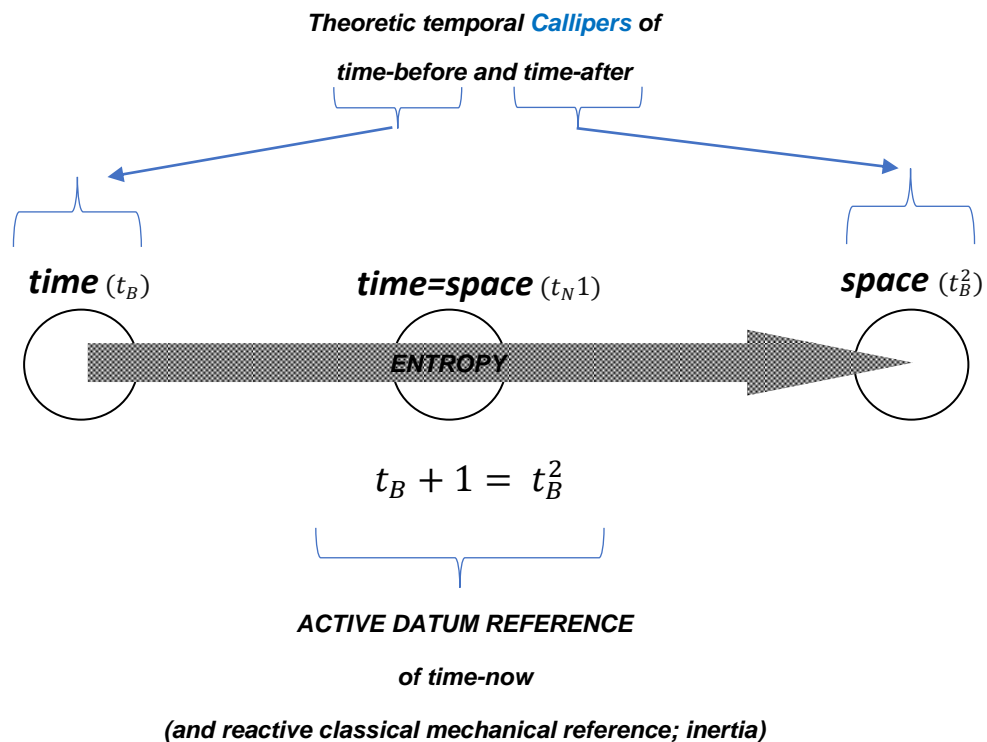 Theoretic temporal Callipers of
time-before and time-after
time (t_B) time=space (t_N1) space (t_B^2)
ENTROPY
t_B + 1 = t_B^2
ACTIVE DATUM REFERENCE
of time-now
(and reactive classical mechanical reference; inertia)